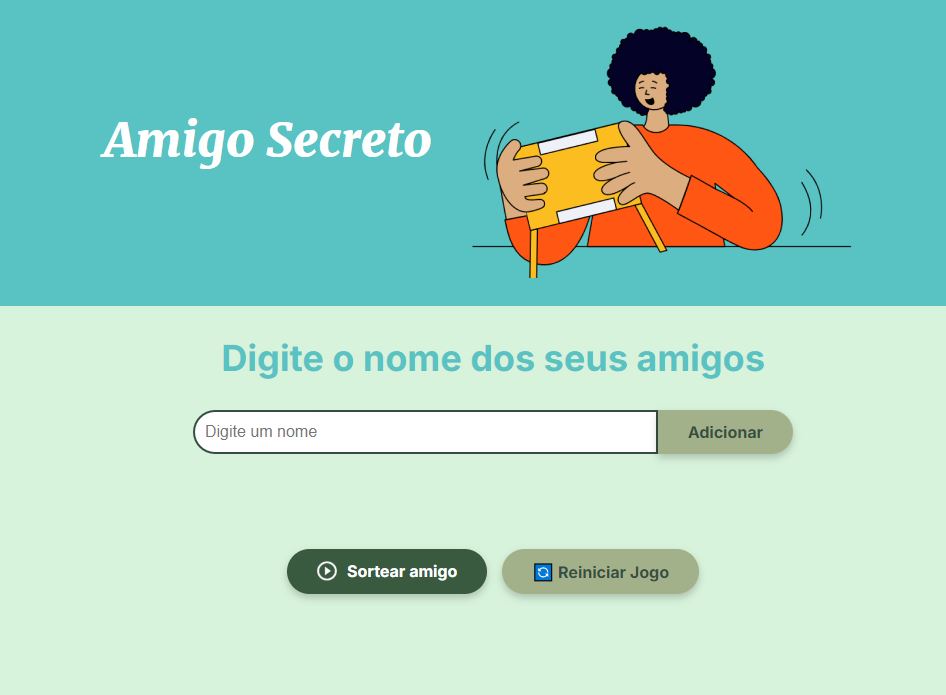 Amigo Secreto
Digite o nome dos seus amigos
Digite um nome
Adicionar
Sortear amigo
Reiniciar Jogo